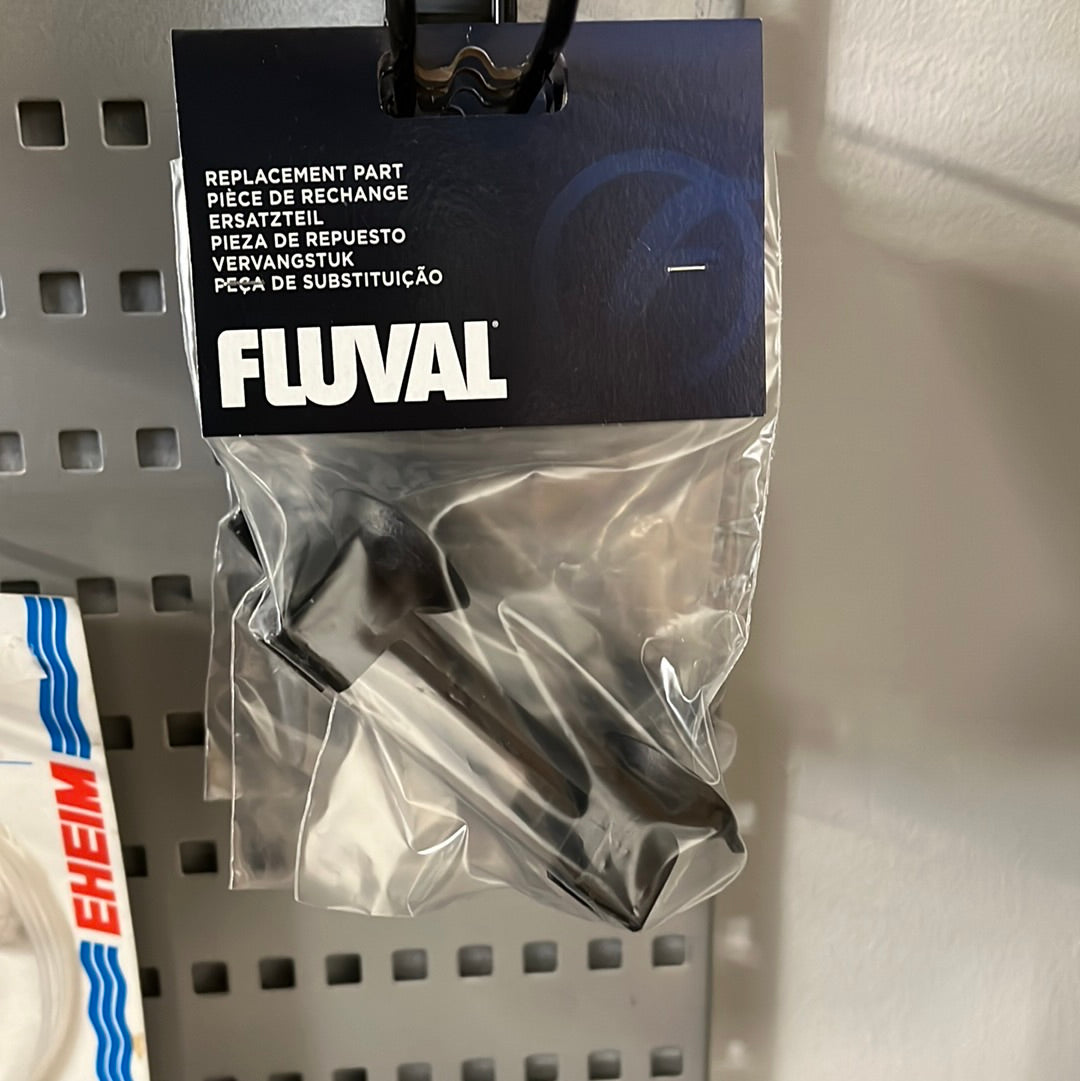 REPLACEMENT PART
PIÈCE DE RECHANGE
ERSATZTEIL
PIEZA DE REPUESTO
VERVANGSTUK
PEÇA DE SUBSTITUIÇÃO
FLUVAL
EHEIM